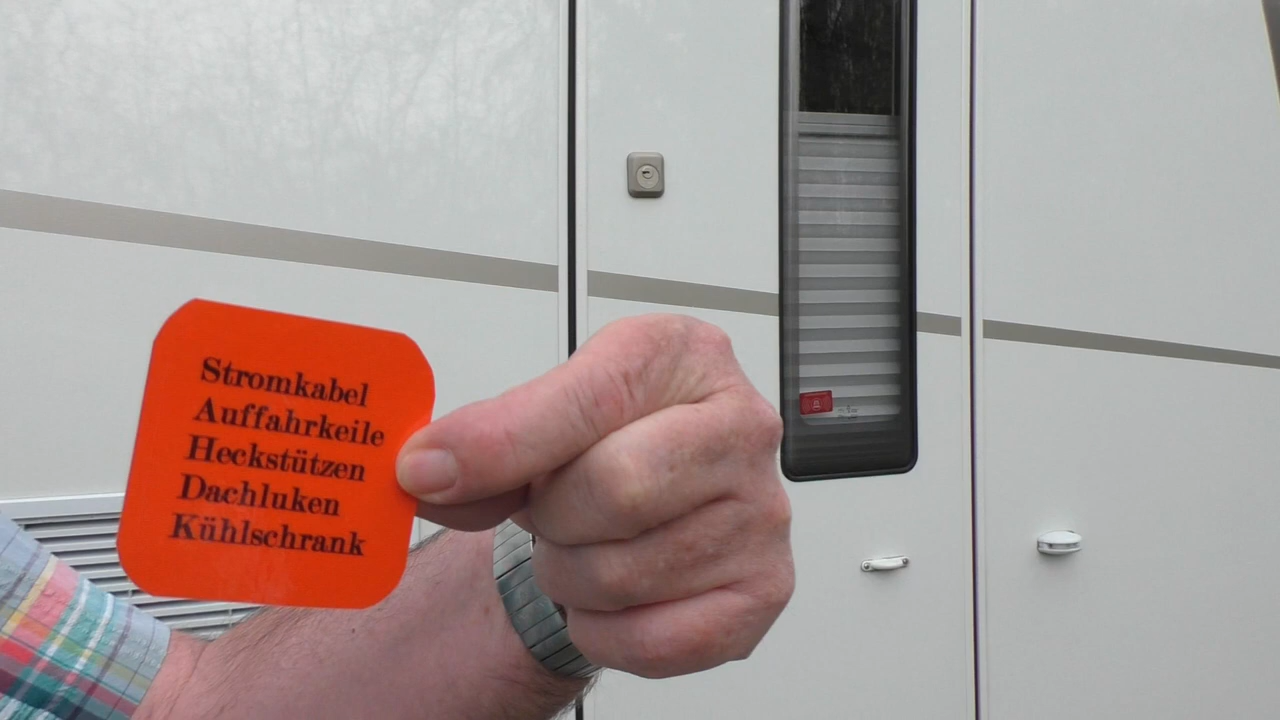 Stromkabel
Auffahrkeile
Heckstützen
Dachluken
Kühlschrank